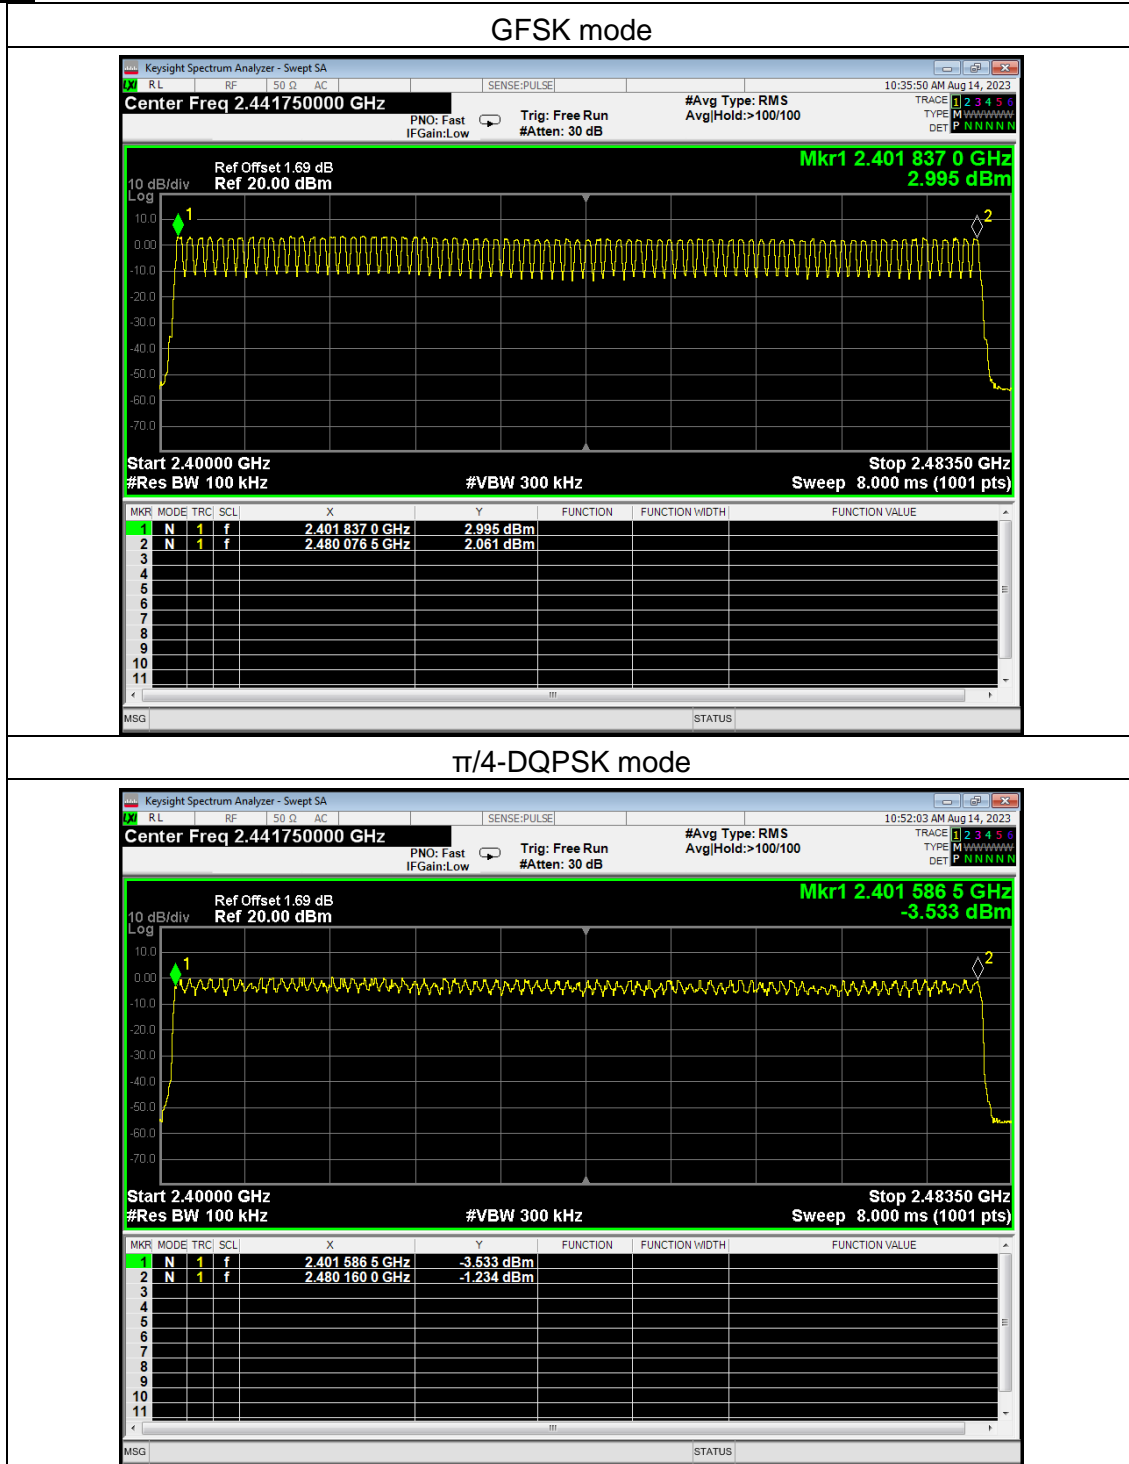 GFSK mode
Keysight Spectrum Analyzer - Swept SA
LXI RL RF 50 Ω AC SENSE:PULSE 10:35:50 AM Aug 14, 2023
Center Freq 2.441750000 GHz #Avg Type: RMS TRACE 1 2 3 4 5 6
PNO: Fast Trig: Free Run Avg|Hold:>100/100 TYPE M WWWWW
IFGain:Low #Atten: 30 dB DET P N N N N N
Mkr1 2.401 837 0 GHz
Ref Offset 1.69 dB
10 dB/div Ref 20.00 dBm 2.995 dBm
Log
10.0
1
2
0.00
-10.0
-20.0
-30.0
-40.0
-50.0
-60.0
-70.0
Start 2.40000 GHz Stop 2.48350 GHz
#Res BW 100 kHz #VBW 300 kHz Sweep 8.000 ms (1001 pts)
MKR MODE TRC SCL X Y FUNCTION FUNCTION WIDTH FUNCTION VALUE
1 N 1 f 2.401 837 0 GHz 2.995 dBm
2 N 1 f 2.480 076 5 GHz 2.061 dBm
3
4
5
6
7
8
9
10
11
MSG STATUS
π/4-DQPSK mode
Keysight Spectrum Analyzer - Swept SA
LXI RL RF 50 Ω AC SENSE:PULSE 10:52:03 AM Aug 14, 2023
Center Freq 2.441750000 GHz #Avg Type: RMS TRACE 1 2 3 4 5 6
PNO: Fast Trig: Free Run Avg|Hold:>100/100 TYPE M WWWWW
IFGain:Low #Atten: 30 dB DET P N N N N N
Mkr1 2.401 586 5 GHz
Ref Offset 1.69 dB
10 dB/div Ref 20.00 dBm -3.533 dBm
Log
10.0
1
2
0.00
-10.0
-20.0
-30.0
-40.0
-50.0
-60.0
-70.0
Start 2.40000 GHz Stop 2.48350 GHz
#Res BW 100 kHz #VBW 300 kHz Sweep 8.000 ms (1001 pts)
MKR MODE TRC SCL X Y FUNCTION FUNCTION WIDTH FUNCTION VALUE
1 N 1 f 2.401 586 5 GHz -3.533 dBm
2 N 1 f 2.480 160 0 GHz -1.234 dBm
3
4
5
6
7
8
9
10
11
MSG STATUS